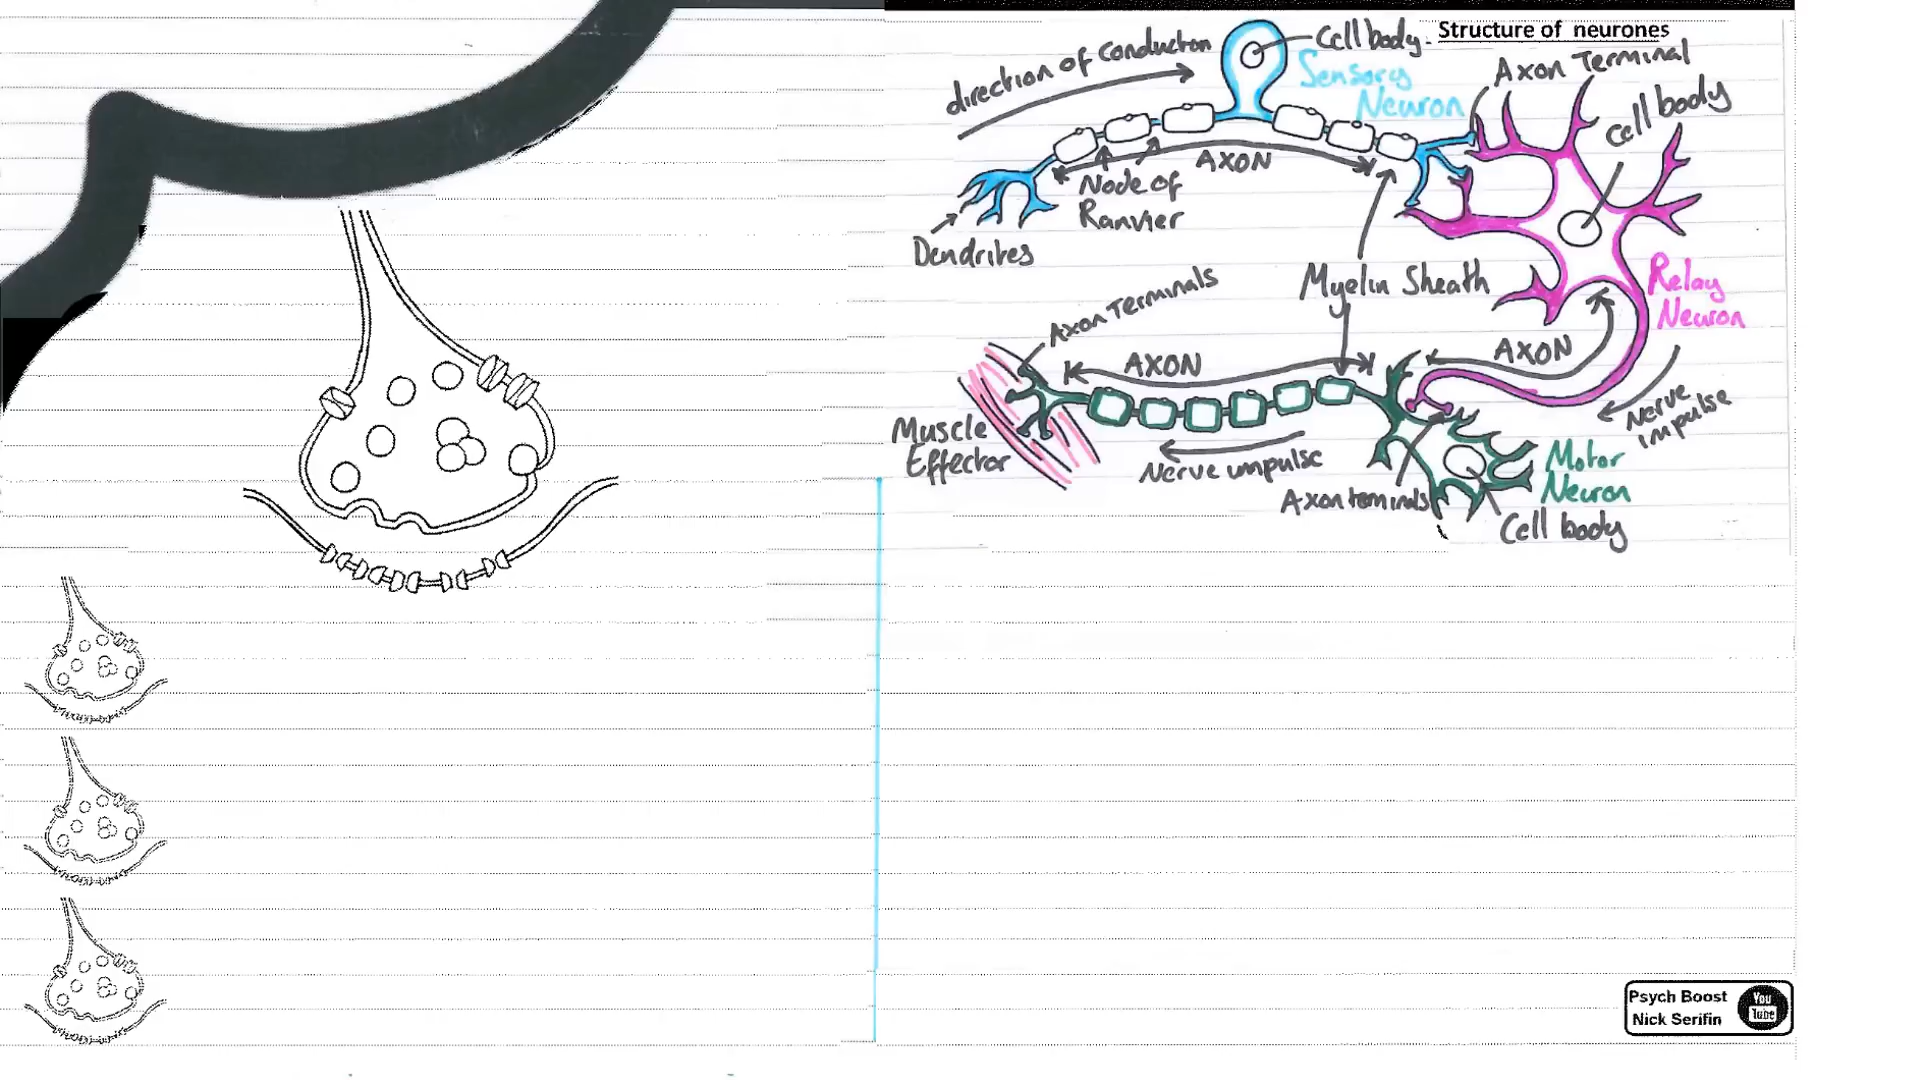 Structure of neurones
direction of conduction
Cell body.
Sensory
Neuron
Axon Terminal
Cell body
AXON
Node of
Ranvier
Dendrites
Myelin Sheath
Relay
Neuron
Axon Terminals
AXON
AXON
Nerve
impulse
Muscle
Effector
Nerve impulse
Axon terminals
Motor
Neuron
Cell body
Psych Boost
Nick Serifin
You
Tube